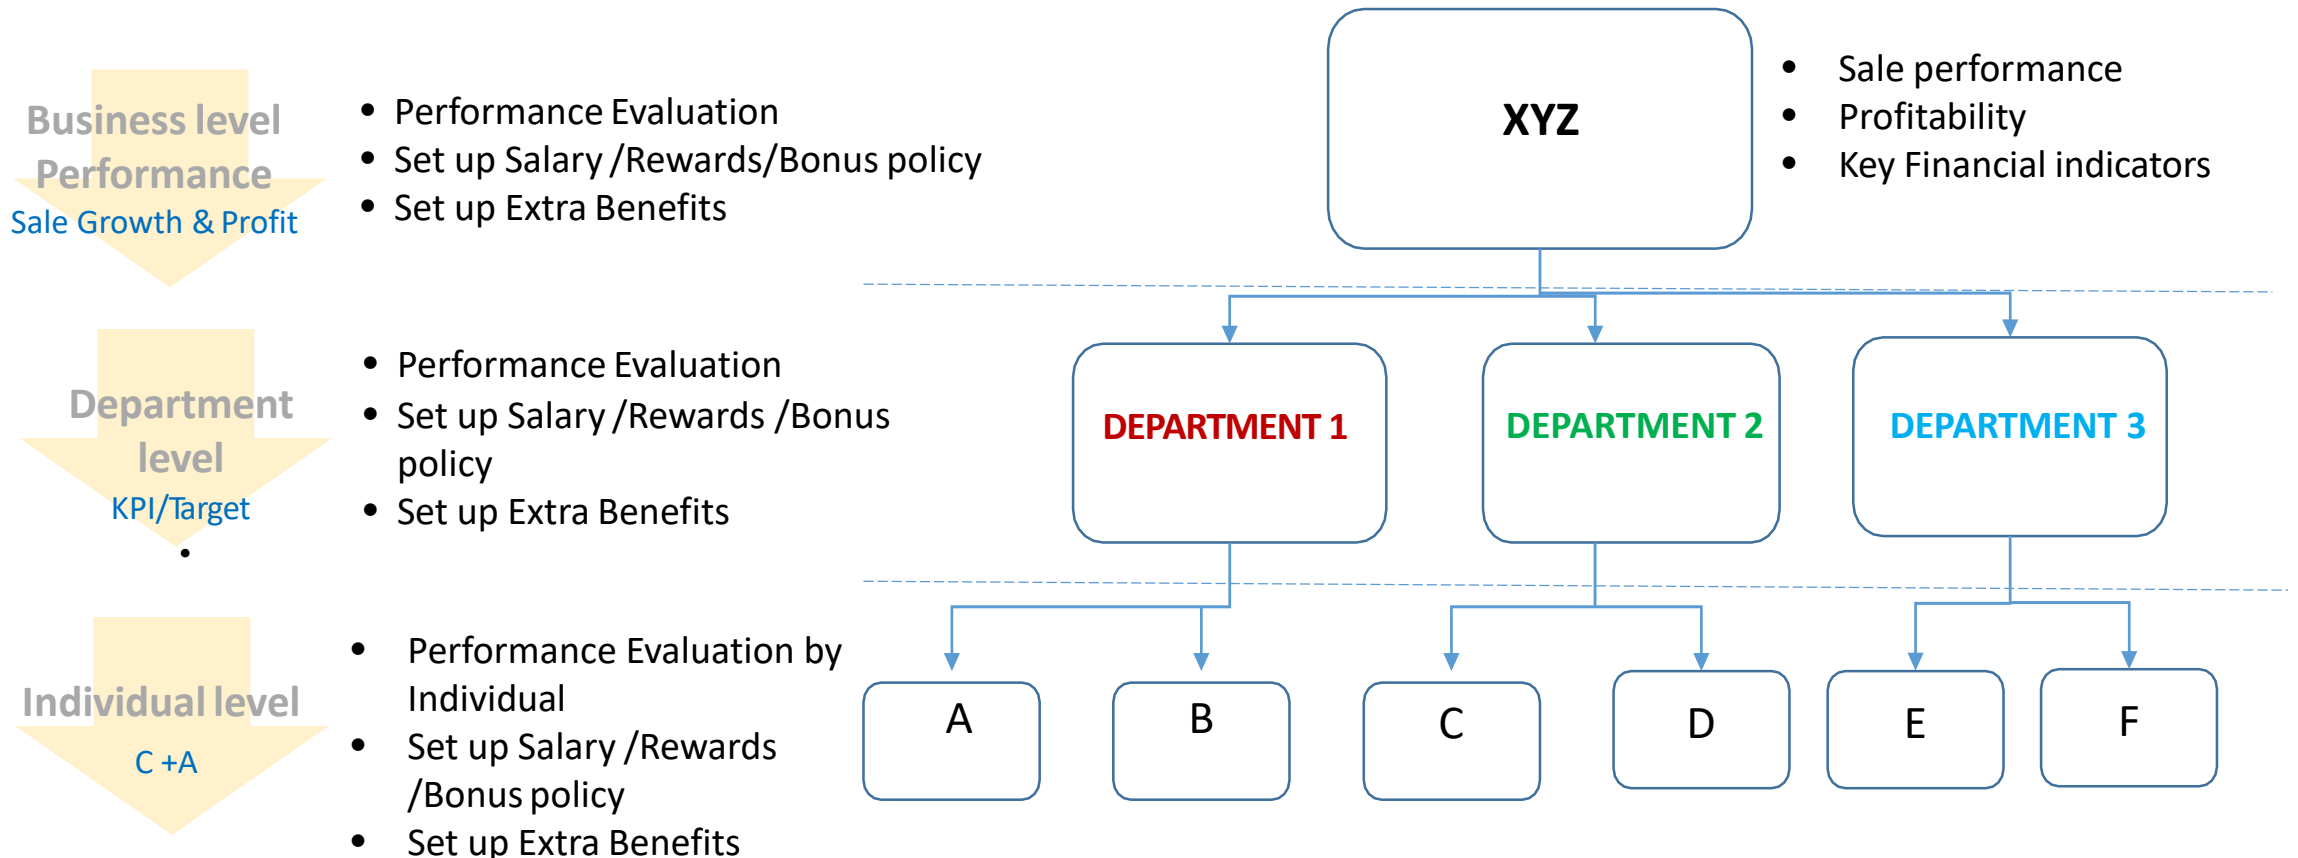 Business level
Performance
Sale Growth & Profit
• Performance Evaluation
• Set up Salary /Rewards/Bonus policy
• Set up Extra Benefits
XYZ
• Sale performance
• Profitability
• Key Financial indicators
Department
level
KPI/Target
•
• Performance Evaluation
• Set up Salary /Rewards /Bonus
policy
• Set up Extra Benefits
DEPARTMENT 1
DEPARTMENT 2
DEPARTMENT 3
Individual level
C +A
• Performance Evaluation by
Individual
• Set up Salary /Rewards
/Bonus policy
• Set up Extra Benefits
A
B
C
D
E
F